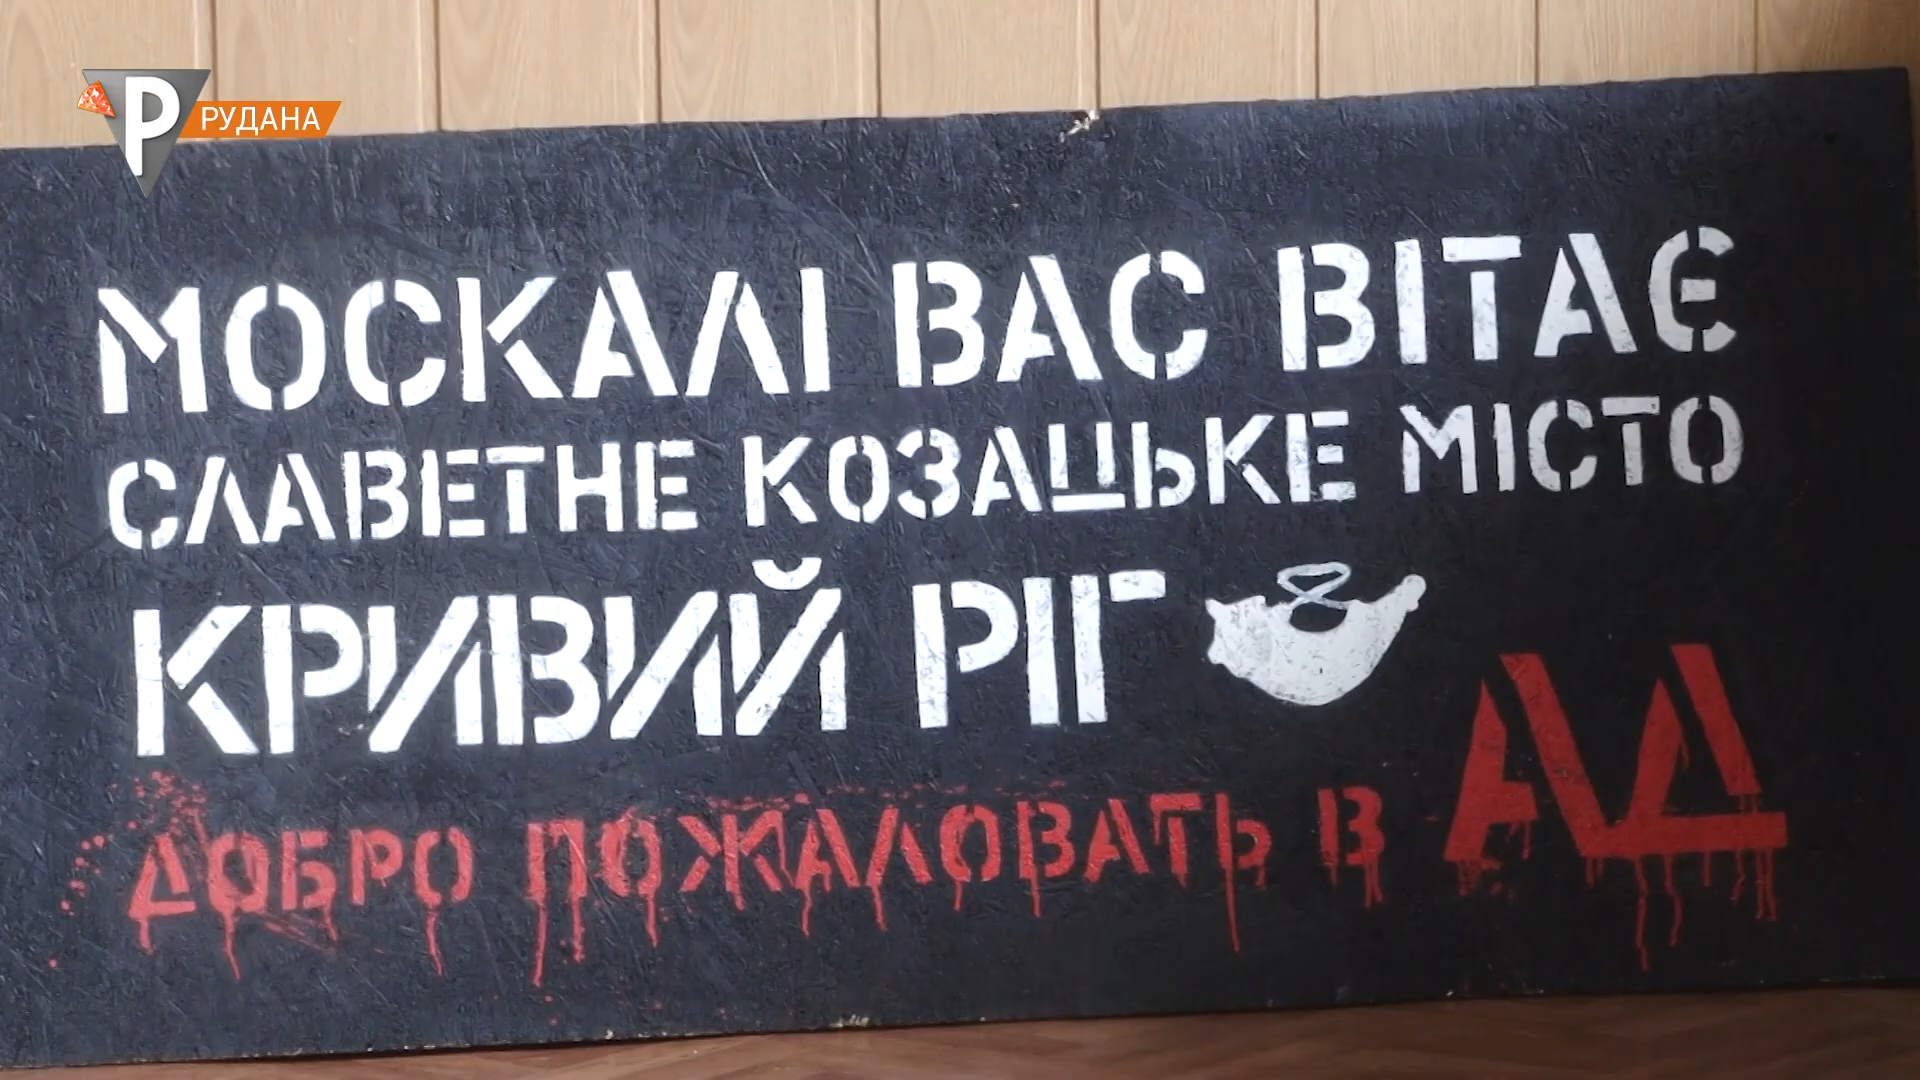 РУДАНА
МОСКАЛІ ВАС ВІТАЄ
СЛАВЕТНЕ КОЗАЦЬКЕ МІСТО
КРИВИЙ РІГ
ДОБРО ПОЖАЛОВАТЬ В АД